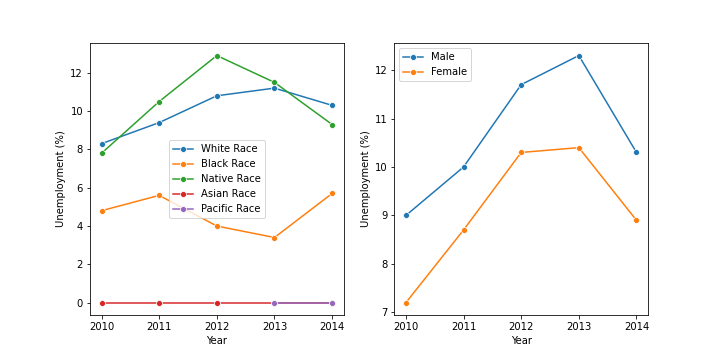 12
10
8
6
4
2
0
Unemployment (%)
White Race
Black Race
Native Race
Asian Race
Pacific Race
2010 2011 2012 2013 2014
Year
12
11
10
9
8
7
Unemployment (%)
Male
Female
2010 2011 2012 2013 2014
Year